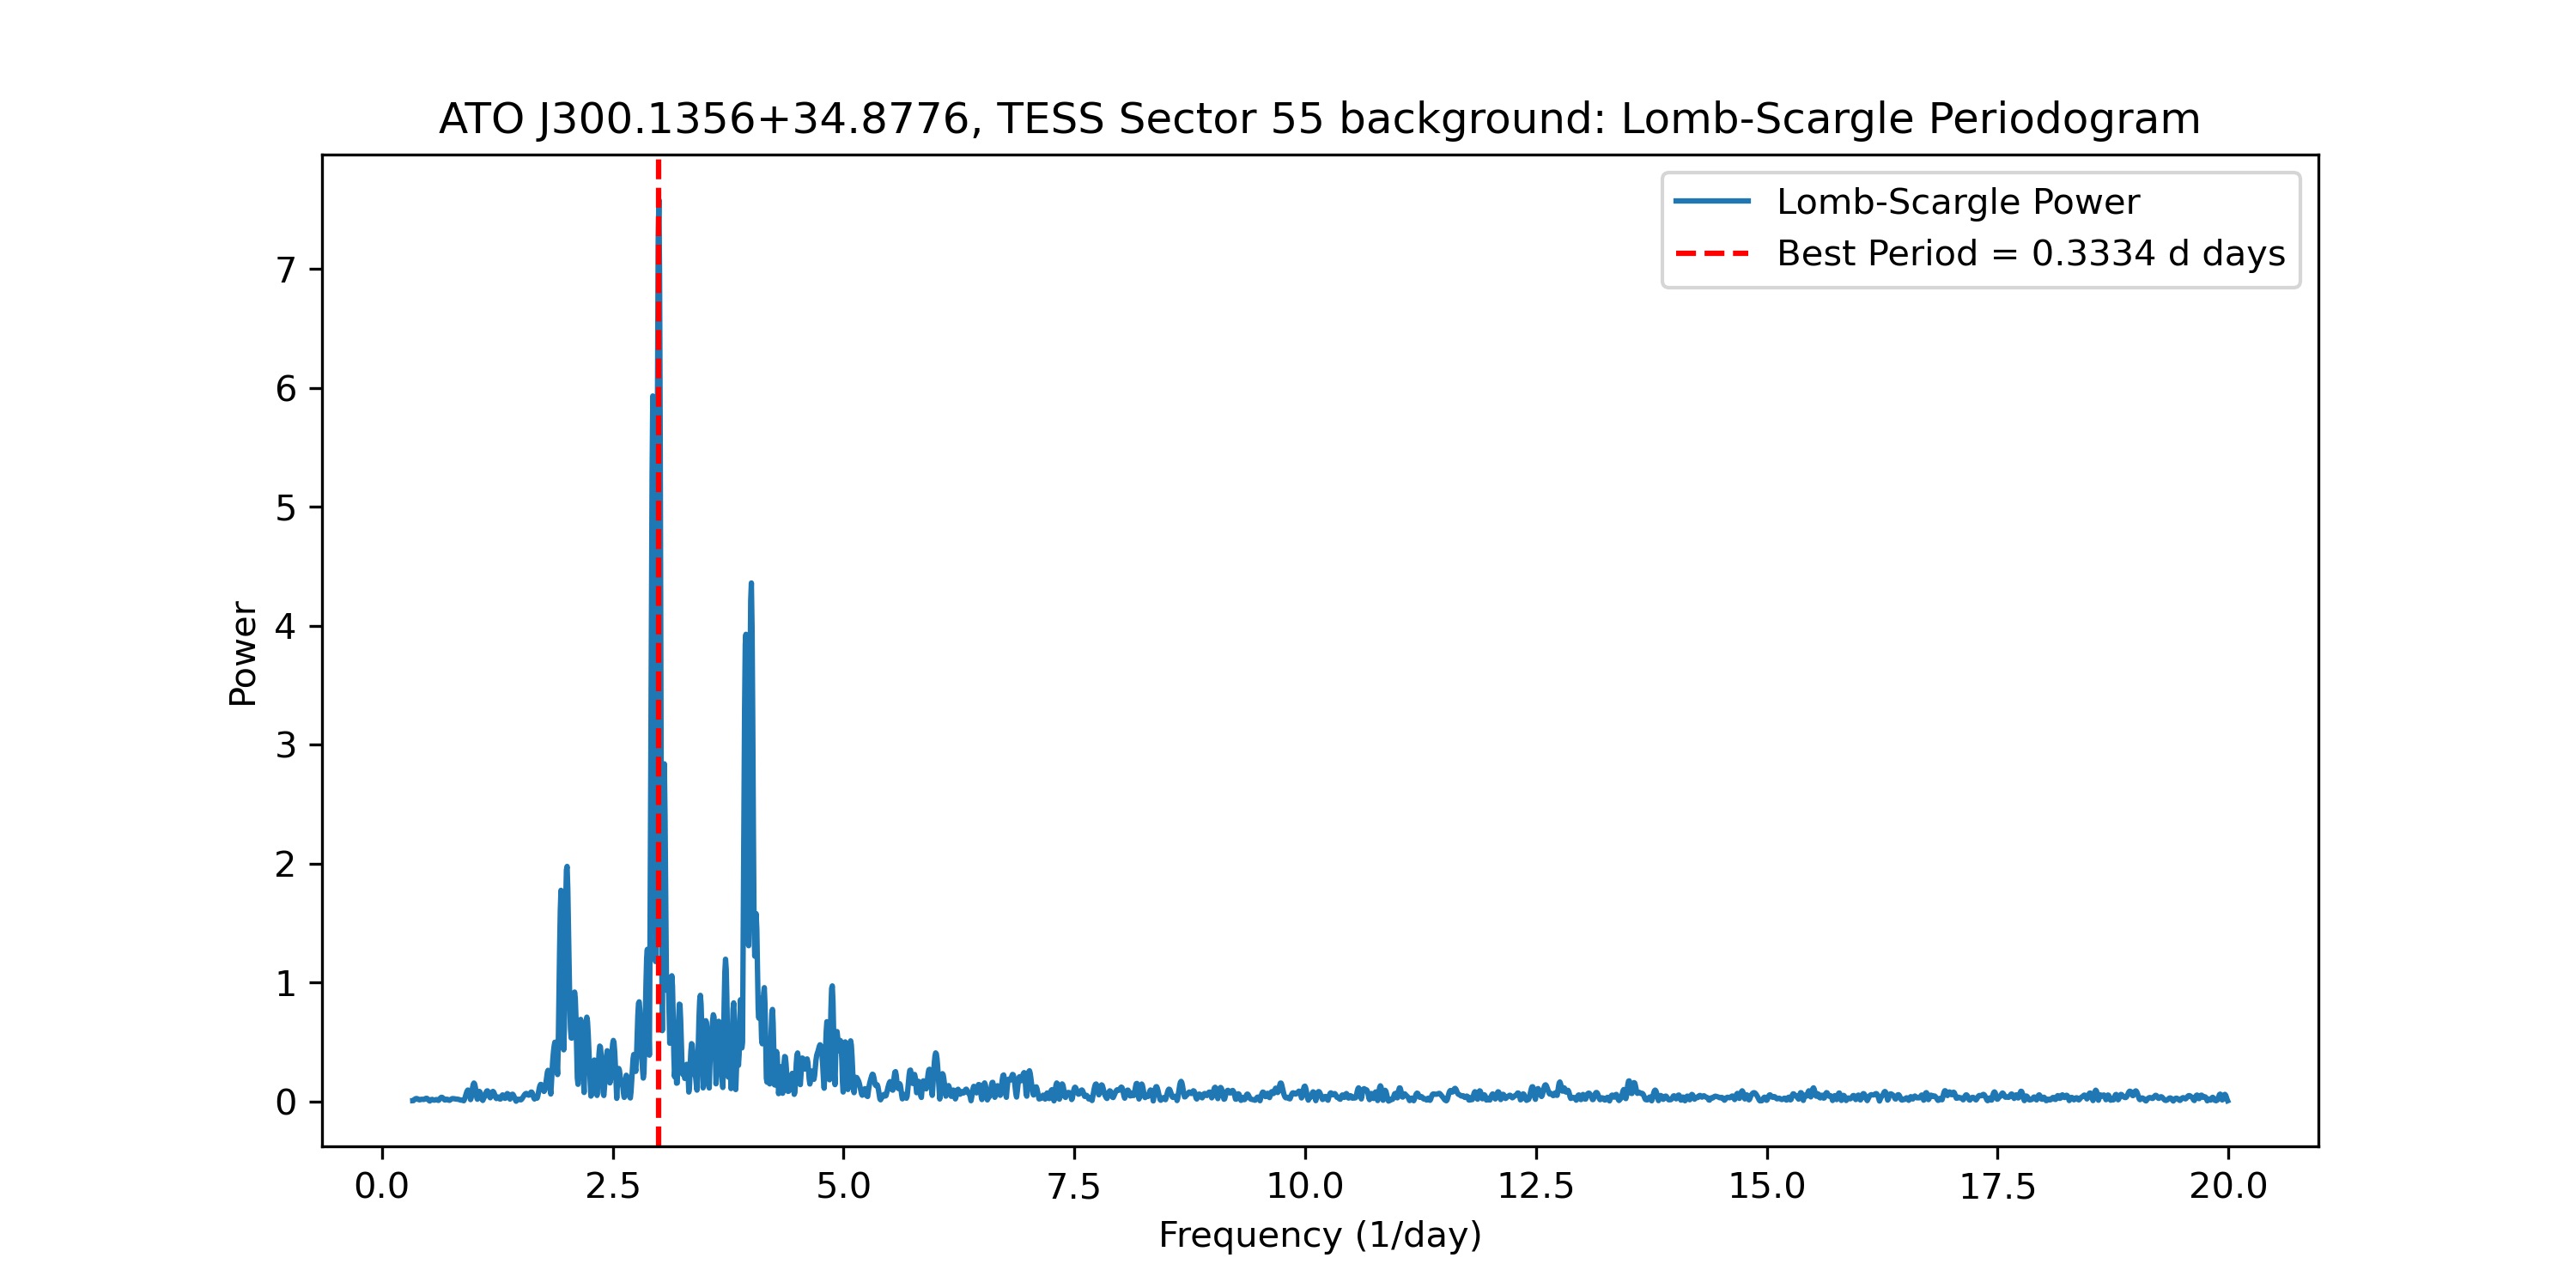 ATO J300.1356+34.8776, TESS Sector 55 background: Lomb-Scargle Periodogram
Lomb-Scargle Power
Best Period = 0.3334 d days
7
6
5
4
3
2
1
0
Power
0.0 2.5 5.0 7.5 10.0 12.5 15.0 17.5 20.0
Frequency (1/day)